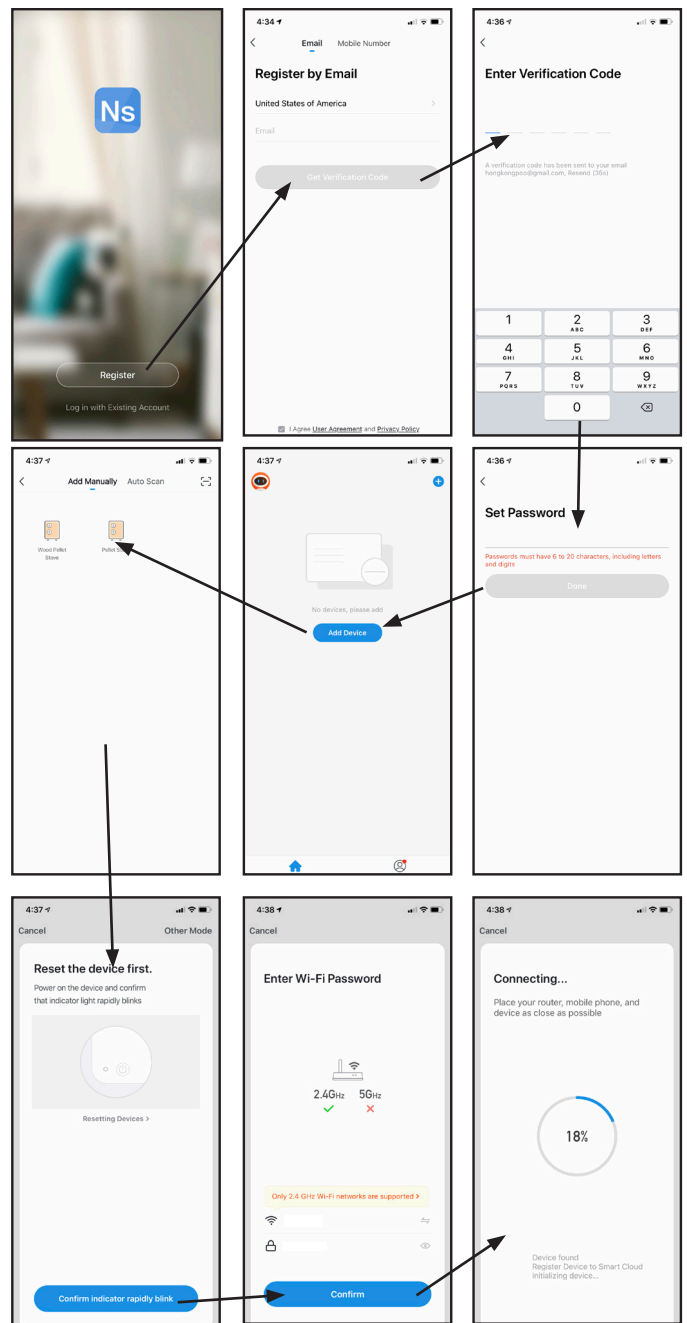 Ns
Register
Log in with Existing Account
4:34
Email Mobile Number
Register by Email
United States of America
Email
Get Verification Code
I Agree User Agreement and Privacy Policy
4:36
Enter Verification Code
A verification code has been sent to your email
hongkongpoo@gmail.com, Resend (36s)
1 2 3
ABC DEF
4 5 6
GHI JKL MNO
7 8 9
PQRS TUV WXYZ
0
4:37
Add Manually Auto Scan
Wood Pellet
Stove
Pellet
4:37
No devices, please add
Add Device
4:36
Set Password
Passwords must have 6 to 20 characters, including letters
and digits
Done
4:37
Cancel Other Mode
Reset the device first.
Power on the device and confirm
that indicator light rapidly blinks
Resetting Devices >
Confirm indicator rapidly blink
4:38
Cancel
Enter Wi-Fi Password
2.4GHz 5GHz
Only 2.4 GHz Wi-Fi networks are supported >
Confirm
4:38
Cancel
Connecting...
Place your router, mobile phone, and
device as close as possible
18%
Device found
Register Device to Smart Cloud
Initializing device...